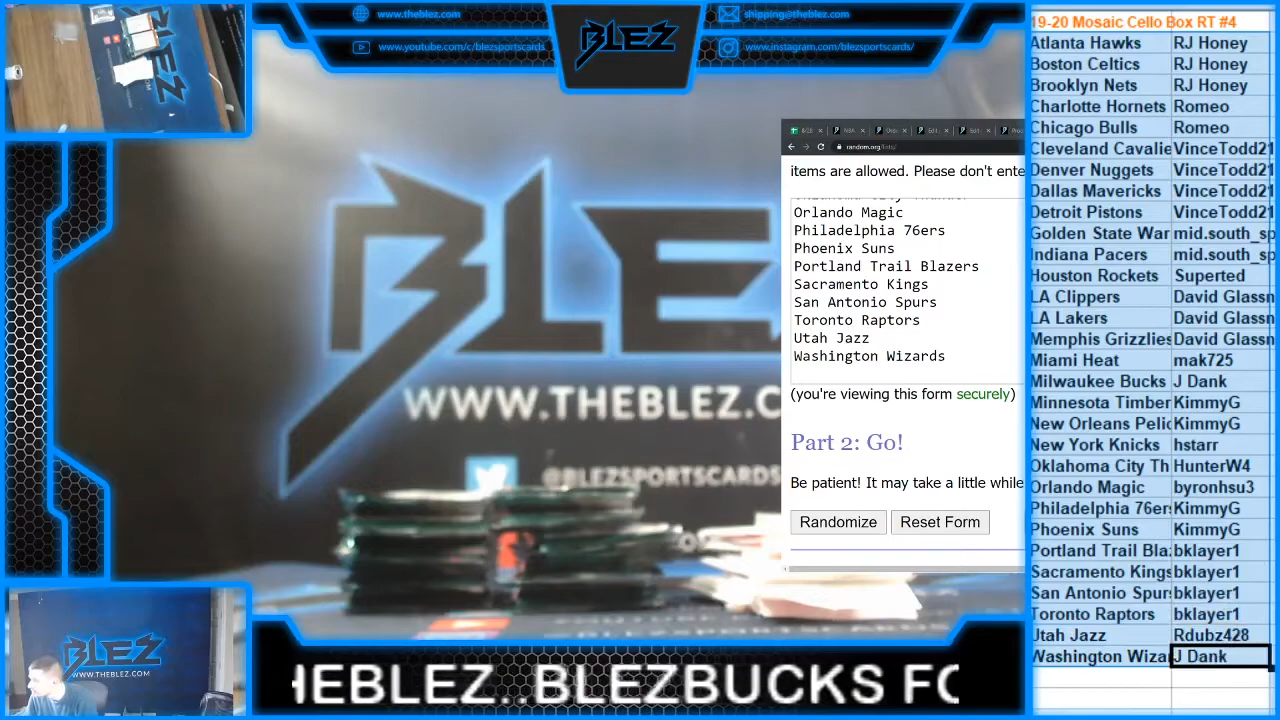 www.theblez.com
shipping@theblez.com
www.youtube.com/c/blezsportscards
www.instagram.com/blezsportscards/
BLEZ
19-20 Mosaic Cello Box RT #4
Atlanta Hawks RJ Honey
Boston Celtics RJ Honey
Brooklyn Nets RJ Honey
Charlotte Hornets Romeo
Chicago Bulls Romeo
Cleveland Cavalie VinceTodd21
Denver Nuggets VinceTodd21
Dallas Mavericks VinceTodd21
Detroit Pistons VinceTodd21
Golden State War mid.south_sp
Indiana Pacers mid.south_sp
Houston Rockets Superted
LA Clippers David Glassn
LA Lakers David Glassn
Memphis Grizzlies David Glassn
Miami Heat mak725
Milwaukee Bucks J Dank
Minnesota Timber KimmyG
New Orleans Pelic KimmyG
New York Knicks hstarr
Oklahoma City Th HunterW4
Orlando Magic byronhsu3
Philadelphia 76ers KimmyG
Phoenix Suns KimmyG
Portland Trail Bla bklayer1
Sacramento Kings bklayer1
San Antonio Spurs bklayer1
Toronto Raptors bklayer1
Utah Jazz Rdubz428
Washington Wizar J Dank
random.org/lists/
items are allowed. Please don't ente
Orlando Magic
Philadelphia 76ers
Phoenix Suns
Portland Trail Blazers
Sacramento Kings
San Antonio Spurs
Toronto Raptors
Utah Jazz
Washington Wizards
(you're viewing this form securely)
Part 2: Go!
Be patient! It may take a little while
Randomize Reset Form
BLE
WWW.THEBLEZ.C
@BLEZSPORTSCARDS
BLEZ
BLEZ
WWW.THEBLEZ.COM
HEBLEZ..BLEZBUCKS FO